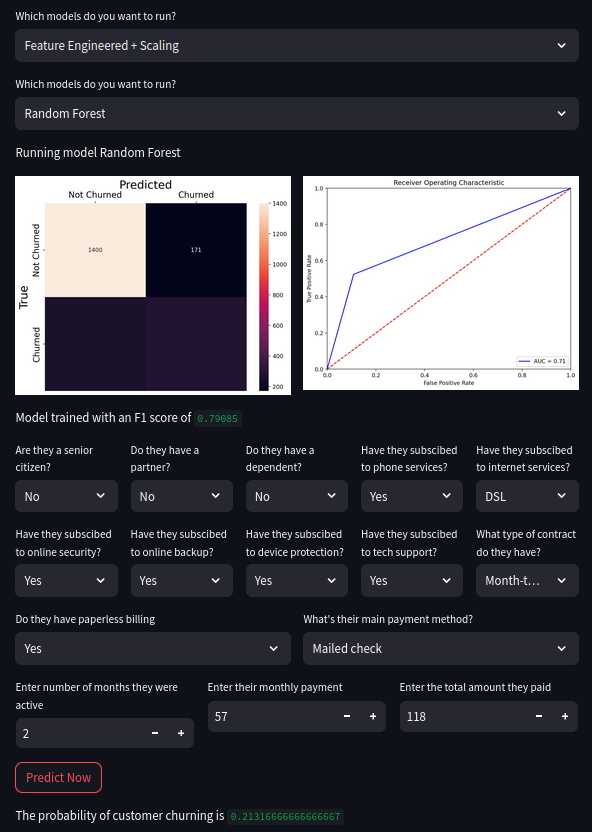 Which models do you want to run?
Feature Engineered + Scaling
Which models do you want to run?
Random Forest
Running model Random Forest
Predicted
Not Churned Churned
True
Not Churned
Churned
1400 171
1400
1200
1000
800
600
400
200
Receiver Operating Characteristic
True Positive Rate
1.0
0.8
0.6
0.4
0.2
0.0
AUC = 0.71
0.0 0.2 0.4 0.6 0.8 1.0
False Positive Rate
Model trained with an F1 score of 0.79085
Are they a senior citizen?
No
Do they have a partner?
No
Do they have a dependent?
No
Have they subscibed to phone services?
Yes
Have they subscibed to internet services?
DSL
Have they subscibed to online security?
Yes
Have they subscibed to online backup?
Yes
Have they subscibed to device protection?
Yes
Have they subscibed to tech support?
Yes
What type of contract do they have?
Month-t...
Do they have paperless billing
Yes
What's their main payment method?
Mailed check
Enter number of months they were active
2
Enter their monthly payment
57
Enter the total amount they paid
118
Predict Now
The probability of customer churning is 0.21316666666666667